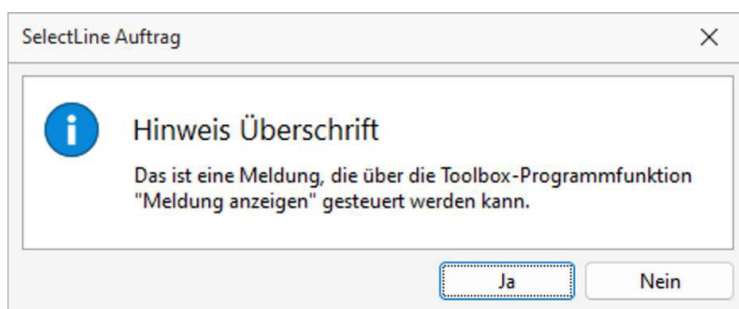 SelectLine Auftrag
Hinweis Überschrift
Das ist eine Meldung, die über die Toolbox-Programmfunktion
"Meldung anzeigen" gesteuert werden kann.
Ja
Nein